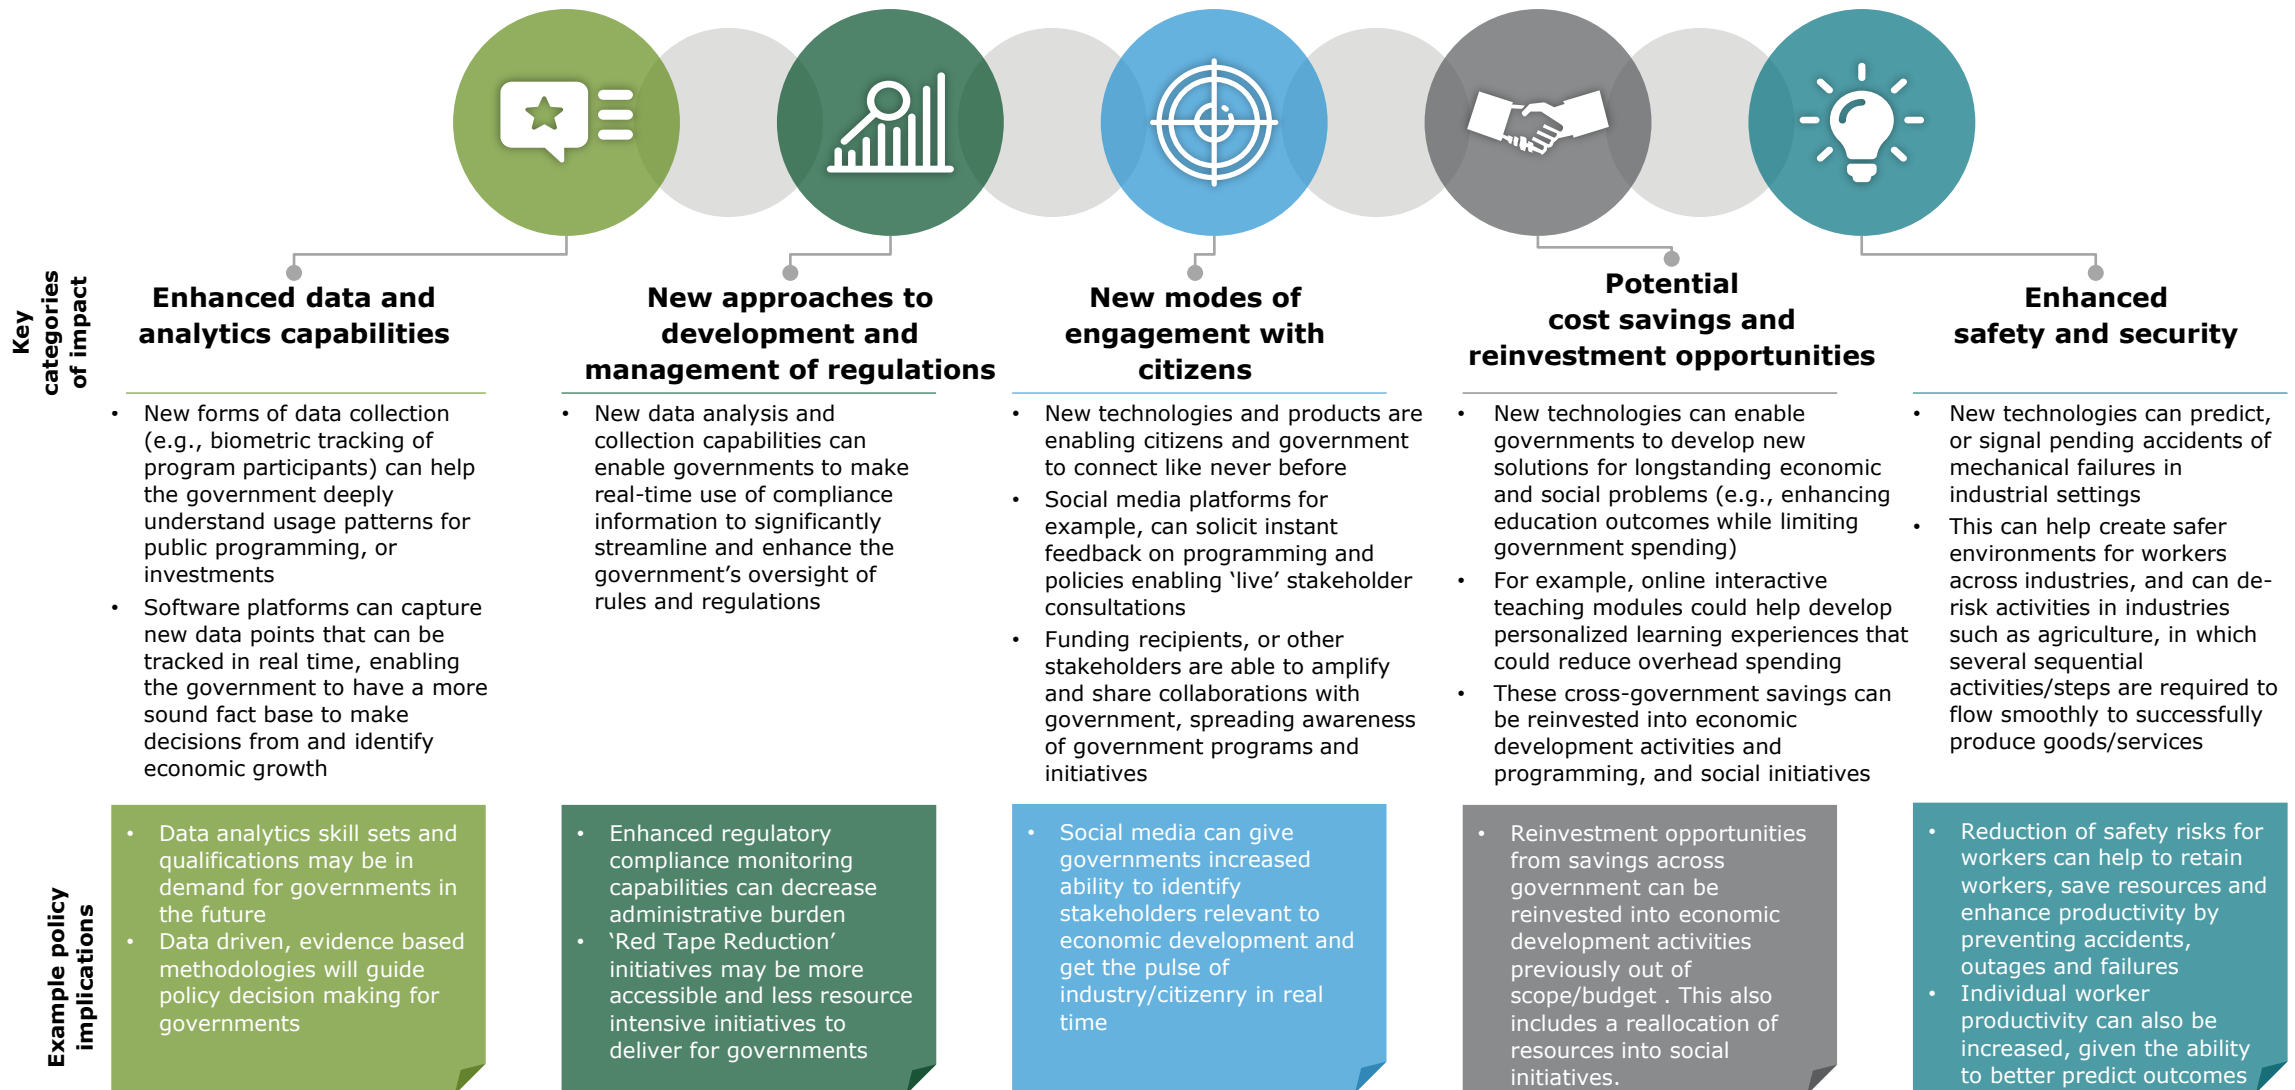 Key
categories
of impact
Enhanced data and
analytics capabilities
New approaches to
development and
management of regulations
New modes of
engagement with
citizens
Potential
cost savings and
reinvestment opportunities
Enhanced
safety and security
• New forms of data collection
(e.g., biometric tracking of
program participants) can help
the government deeply
understand usage patterns for
public programming, or
investments
• Software platforms can capture
new data points that can be
tracked in real time, enabling
the government to have a more
sound fact base to make
decisions from and identify
economic growth
• New data analysis and
collection capabilities can
enable governments to make
real-time use of compliance
information to significantly
streamline and enhance the
government’s oversight of
rules and regulations
• New technologies and products are
enabling citizens and government
to connect like never before
• Social media platforms for
example, can solicit instant
feedback on programming and
policies enabling ‘live’ stakeholder
consultations
• Funding recipients, or other
stakeholders are able to amplify
and share collaborations with
government, spreading awareness
of government programs and
initiatives
• New technologies can enable
governments to develop new
solutions for longstanding economic
and social problems (e.g., enhancing
education outcomes while limiting
government spending)
• For example, online interactive
teaching modules could help develop
personalized learning experiences that
could reduce overhead spending
• These cross-government savings can
be reinvested into economic
development activities and
programming, and social initiatives
• New technologies can predict,
or signal pending accidents of
mechanical failures in
industrial settings
• This can help create safer
environments for workers
across industries, and can de-
risk activities in industries
such as agriculture, in which
several sequential
activities/steps are required to
flow smoothly to successfully
produce goods/services
Example policy
implications
• Data analytics skill sets and
qualifications may be in
demand for governments in
the future
• Data driven, evidence based
methodologies will guide
policy decision making for
governments
• Enhanced regulatory
compliance monitoring
capabilities can decrease
administrative burden
• ‘Red Tape Reduction’
initiatives may be more
accessible and less resource
intensive initiatives to
deliver for governments
• Social media can give
governments increased
ability to identify
stakeholders relevant to
economic development and
get the pulse of
industry/citizenry in real
time
• Reinvestment opportunities
from savings across
government can be
reinvested into economic
development activities
previously out of
scope/budget . This also
includes a reallocation of
resources into social
initiatives.
• Reduction of safety risks for
workers can help to retain
workers, save resources and
enhance productivity by
preventing accidents,
outages and failures
• Individual worker
productivity can also be
increased, given the ability
to better predict outcomes